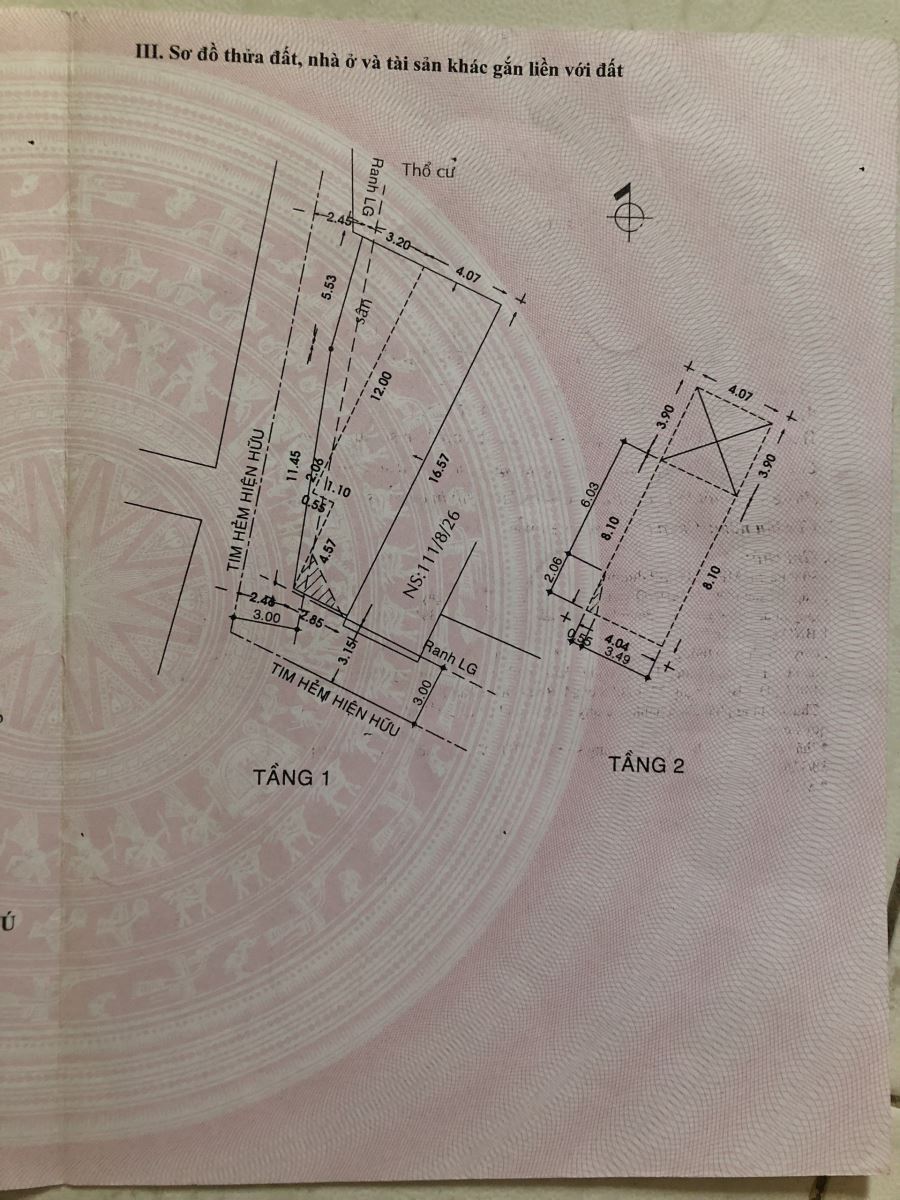 III. Sơ đồ thửa đất, nhà ở và tài sản khác gắn liền với đất
Thổ cư
Ranh LG
2.45
3.20
4.07
5.53
sân
12.00
11.45
2.06
1.10
0.55
16.57
4.57
TIM HẺM HIỆN HỮU
NS:111/8/26
2.46
3.00
2.85
3.15
Ranh LG
3.00
TIM HẺM HIỆN HỮU
TẦNG 1
4.07
3.90
3.90
6.03
8.10
8.10
2.06
0.55
4.04
3.49
TẦNG 2
Ú